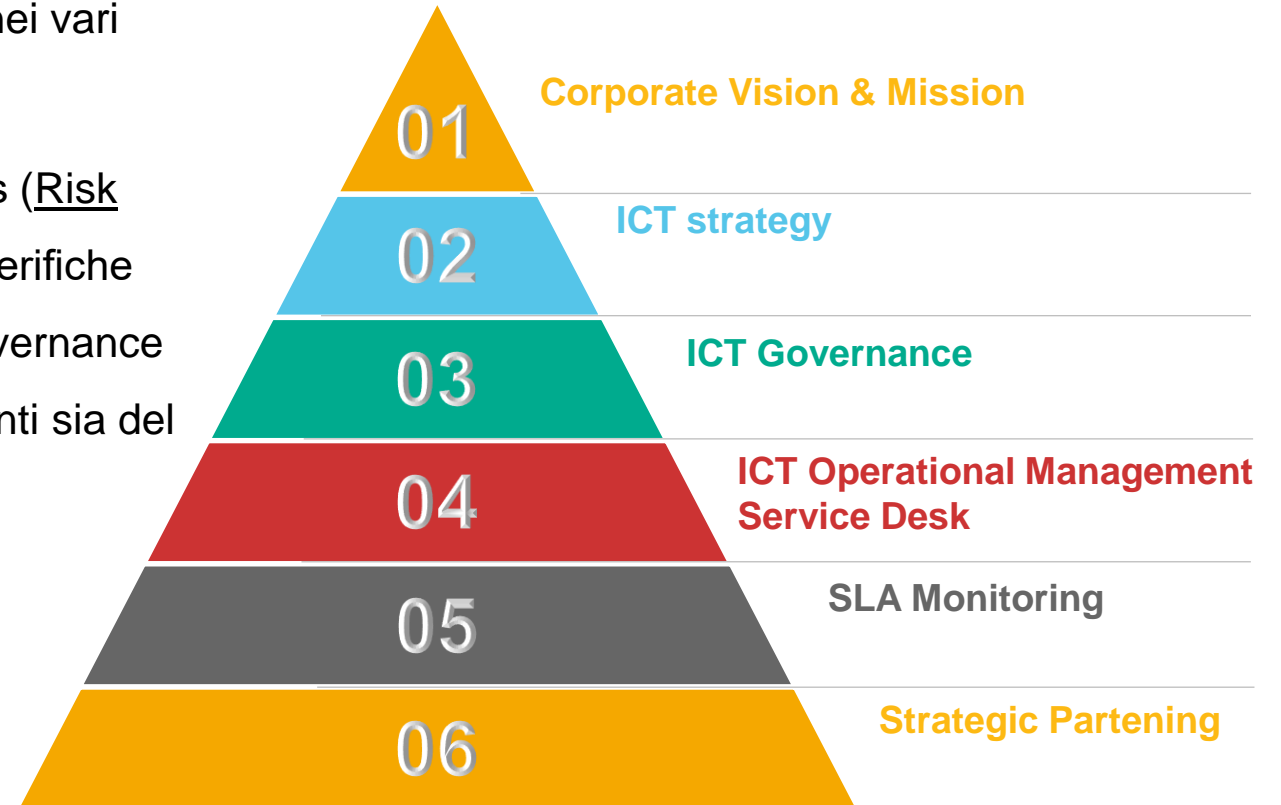 nei vari
s (Risk
erifiche
vernance
nti sia del
01
Corporate Vision & Mission
02
ICT strategy
03
ICT Governance
04
ICT Operational Management
Service Desk
05
SLA Monitoring
06
Strategic Partening